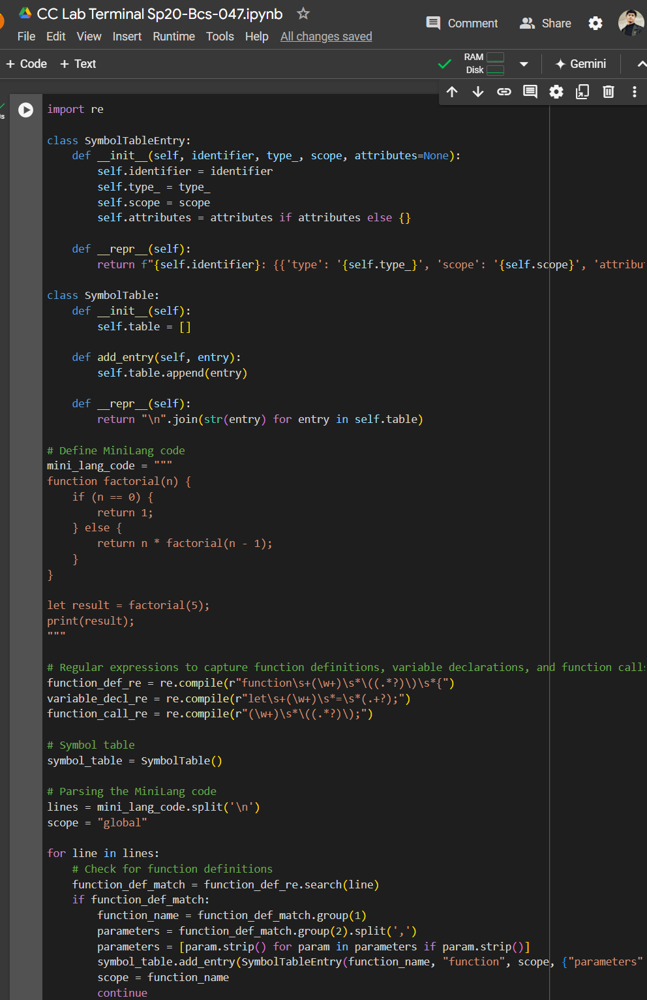 CC Lab Terminal Sp20-Bcs-047.ipynb
Comment Share
File Edit View Insert Runtime Tools Help All changes saved
+ Code + Text
RAM
Disk
Gemini
import re

class SymbolTableEntry:
    def __init__(self, identifier, type_, scope, attributes=None):
        self.identifier = identifier
        self.type_ = type_
        self.scope = scope
        self.attributes = attributes if attributes else {}

    def __repr__(self):
        return f"{self.identifier}: {{'type': '{self.type_}', 'scope': '{self.scope}', 'attribu

class SymbolTable:
    def __init__(self):
        self.table = []

    def add_entry(self, entry):
        self.table.append(entry)

    def __repr__(self):
        return "\n".join(str(entry) for entry in self.table)

# Define MiniLang code
mini_lang_code = """
function factorial(n) {
    if (n == 0) {
        return 1;
    } else {
        return n * factorial(n - 1);
    }
}

let result = factorial(5);
print(result);
"""

# Regular expressions to capture function definitions, variable declarations, and function call
function_def_re = re.compile(r"function\s+(\w+)\s*\((.*?)\)\s*{")
variable_decl_re = re.compile(r"let\s+(\w+)\s*=\s*(.+?);")
function_call_re = re.compile(r"(\w+)\s*\((.*?)\);")

# Symbol table
symbol_table = SymbolTable()

# Parsing the MiniLang code
lines = mini_lang_code.split('\n')
scope = "global"

for line in lines:
    # Check for function definitions
    function_def_match = function_def_re.search(line)
    if function_def_match:
        function_name = function_def_match.group(1)
        parameters = function_def_match.group(2).split(',')
        parameters = [param.strip() for param in parameters if param.strip()]
        symbol_table.add_entry(SymbolTableEntry(function_name, "function", scope, {"parameters"
        scope = function_name
        continue